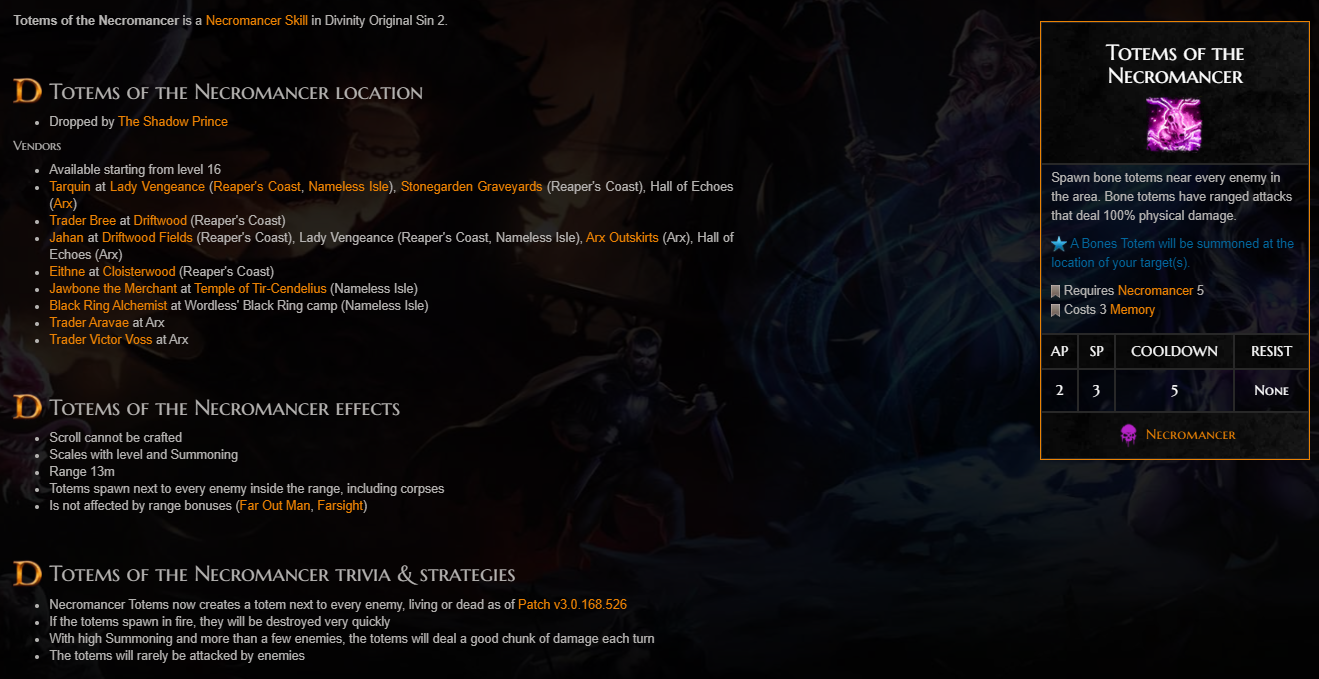 Totems of the Necromancer is a Necromancer Skill in Divinity Original Sin 2.
Totems of the Necromancer location
Dropped by The Shadow Prince
Vendors
Available starting from level 16
Tarquin at Lady Vengeance (Reaper's Coast, Nameless Isle), Stonegarden Graveyards (Reaper's Coast), Hall of Echoes
(Arx)
Trader Bree at Driftwood (Reaper's Coast)
Jahan at Driftwood Fields (Reaper's Coast), Lady Vengeance (Reaper's Coast, Nameless Isle), Arx Outskirts (Arx), Hall of
Echoes (Arx)
Eithne at Cloisterwood (Reaper's Coast)
Jawbone the Merchant at Temple of Tir-Cendelius (Nameless Isle)
Black Ring Alchemist at Wordless' Black Ring camp (Nameless Isle)
Trader Aravae at Arx
Trader Victor Voss at Arx
Totems of the Necromancer effects
Scroll cannot be crafted
Scales with level and Summoning
Range 13m
Totems spawn next to every enemy inside the range, including corpses
Is not affected by range bonuses (Far Out Man, Farsight)
Totems of the Necromancer trivia & strategies
Necromancer Totems now creates a totem next to every enemy, living or dead as of Patch v3.0.168.526
If the totems spawn in fire, they will be destroyed very quickly
With high Summoning and more than a few enemies, the totems will deal a good chunk of damage each turn
The totems will rarely be attacked by enemies
Totems of the
Necromancer
Spawn bone totems near every enemy in
the area. Bone totems have ranged attacks
that deal 100% physical damage.
A Bones Totem will be summoned at the
location of your target(s).
Requires Necromancer 5
Costs 3 Memory
AP SP COOLDOWN RESIST
2 3 5 None
Necromancer